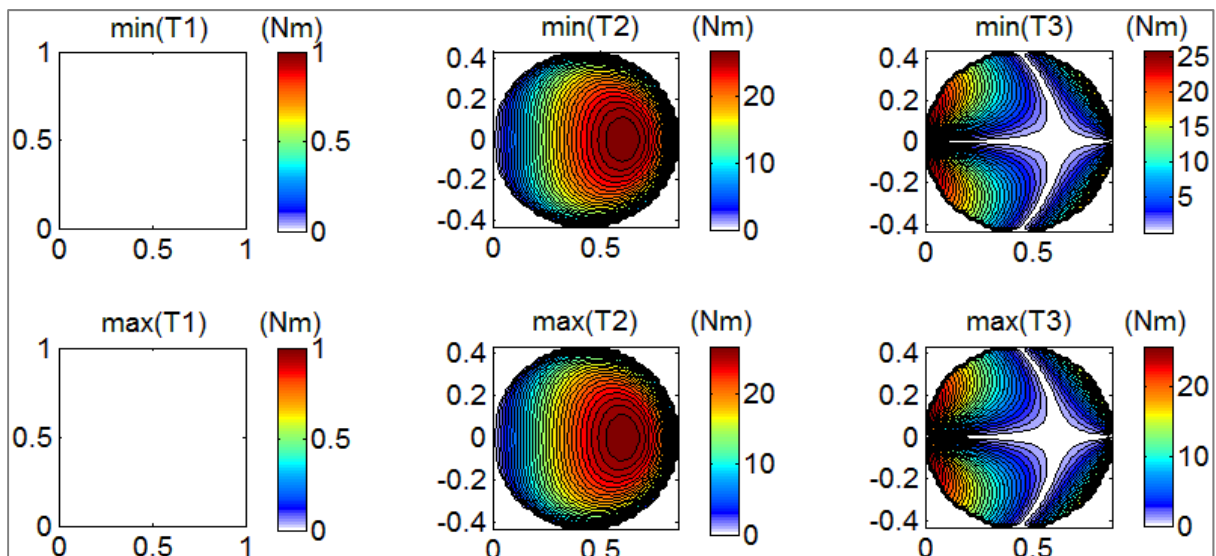 min(T1) (Nm) min(T2) (Nm) min(T3) (Nm)
1 1 0.4 25
0.2 20 20
0.5 0.5 0 0 15
10 10
-0.2 -0.2 5
0 0 -0.4 0 -0.4
0 0.5 1 0.5 0 0.5
max(T1) (Nm) max(T2) (Nm) max(T3) (Nm)
1 1 0.4 0.4
0.2 20 0.2 20
0.5 0.5 0 0
10 10
-0.2 -0.2
0 0 -0.4 0 -0.4 0
0 0.5 1 0 0.5 0 0.5